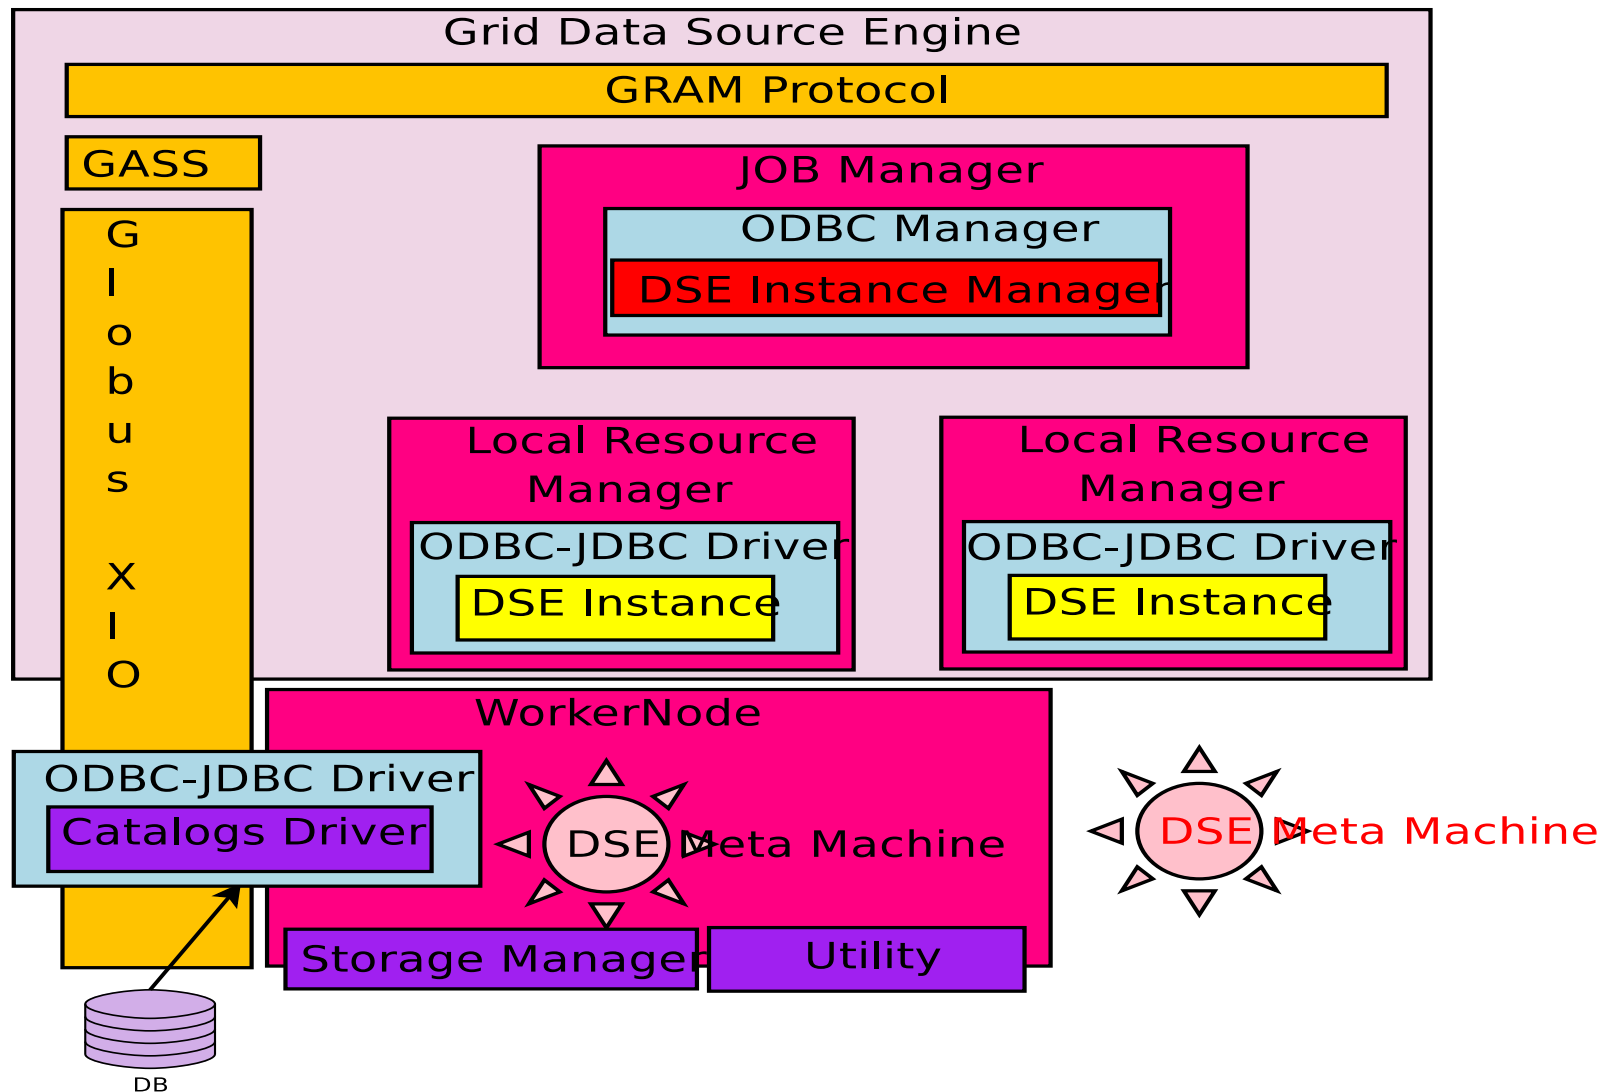 Grid Data Source Engine
GRAM Protocol
GASS
JOB Manager
ODBC Manager
DSE Instance Manager
G
l
o
b
u
s
X
I
O
Local Resource
Manager
ODBC-JDBC Driver
DSE Instance
Local Resource
Manager
ODBC-JDBC Driver
DSE Instance
WorkerNode
ODBC-JDBC Driver
Catalogs Driver
DSE Meta Machine
DSE Meta Machine
Storage Manager
Utility
DB